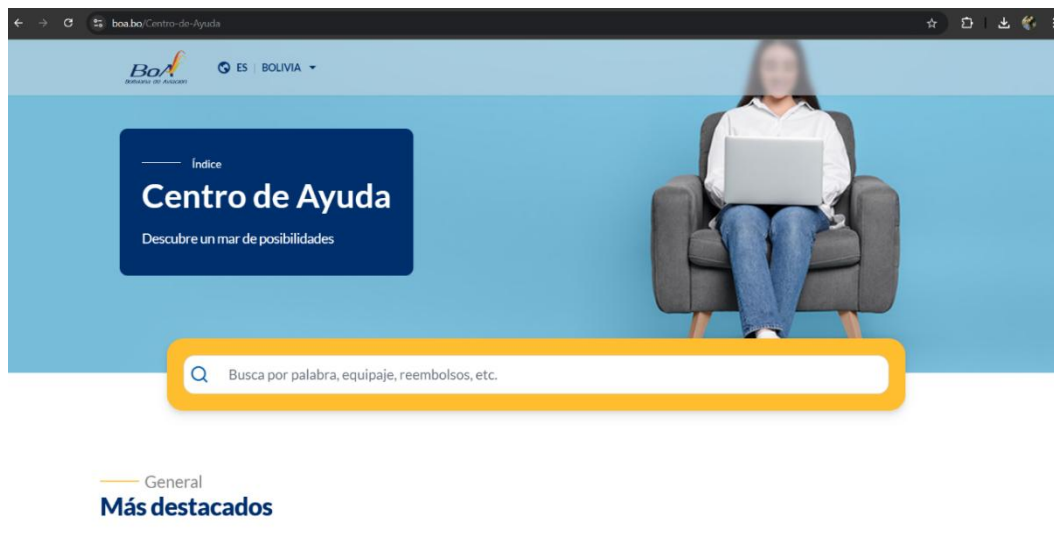 boa.bo/Centro-de-Ayuda
BoA
Boliviana de Aviación
ES | BOLIVIA
Índice
Centro de Ayuda
Descubre un mar de posibilidades
Busca por palabra, equipaje, reembolsos, etc.
General
Más destacados